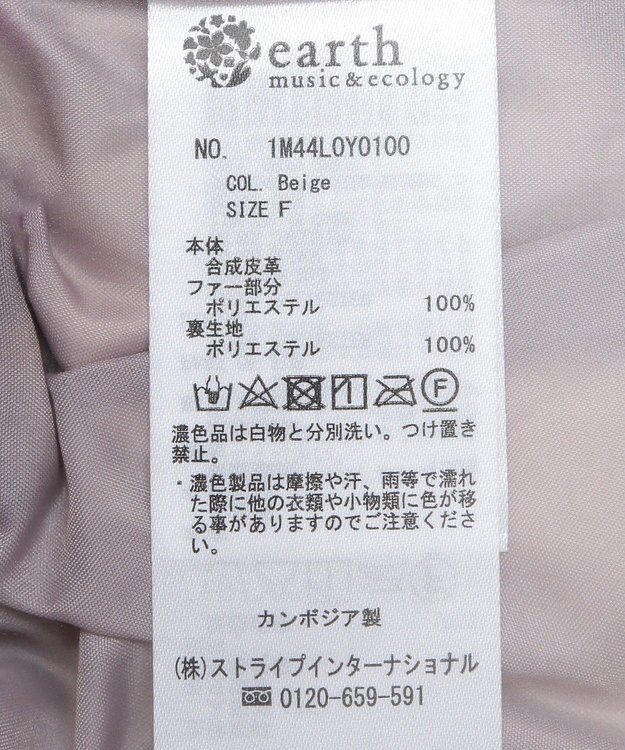 earth
music&ecology
NO. 1M44L0Y0100
COL. Beige
SIZE F
本体
合成皮革
ファー部分
ポリエステル 100%
裏生地
ポリエステル 100%
F
濃色品は白物と分別洗い。つけ置き
禁止。
・濃色製品は摩擦や汗、雨等で濡れ
た際に他の衣類や小物類に色が移
る事がありますのでご注意くださ
い。
カンボジア製
(株)ストライプインターナショナル
0120-659-591